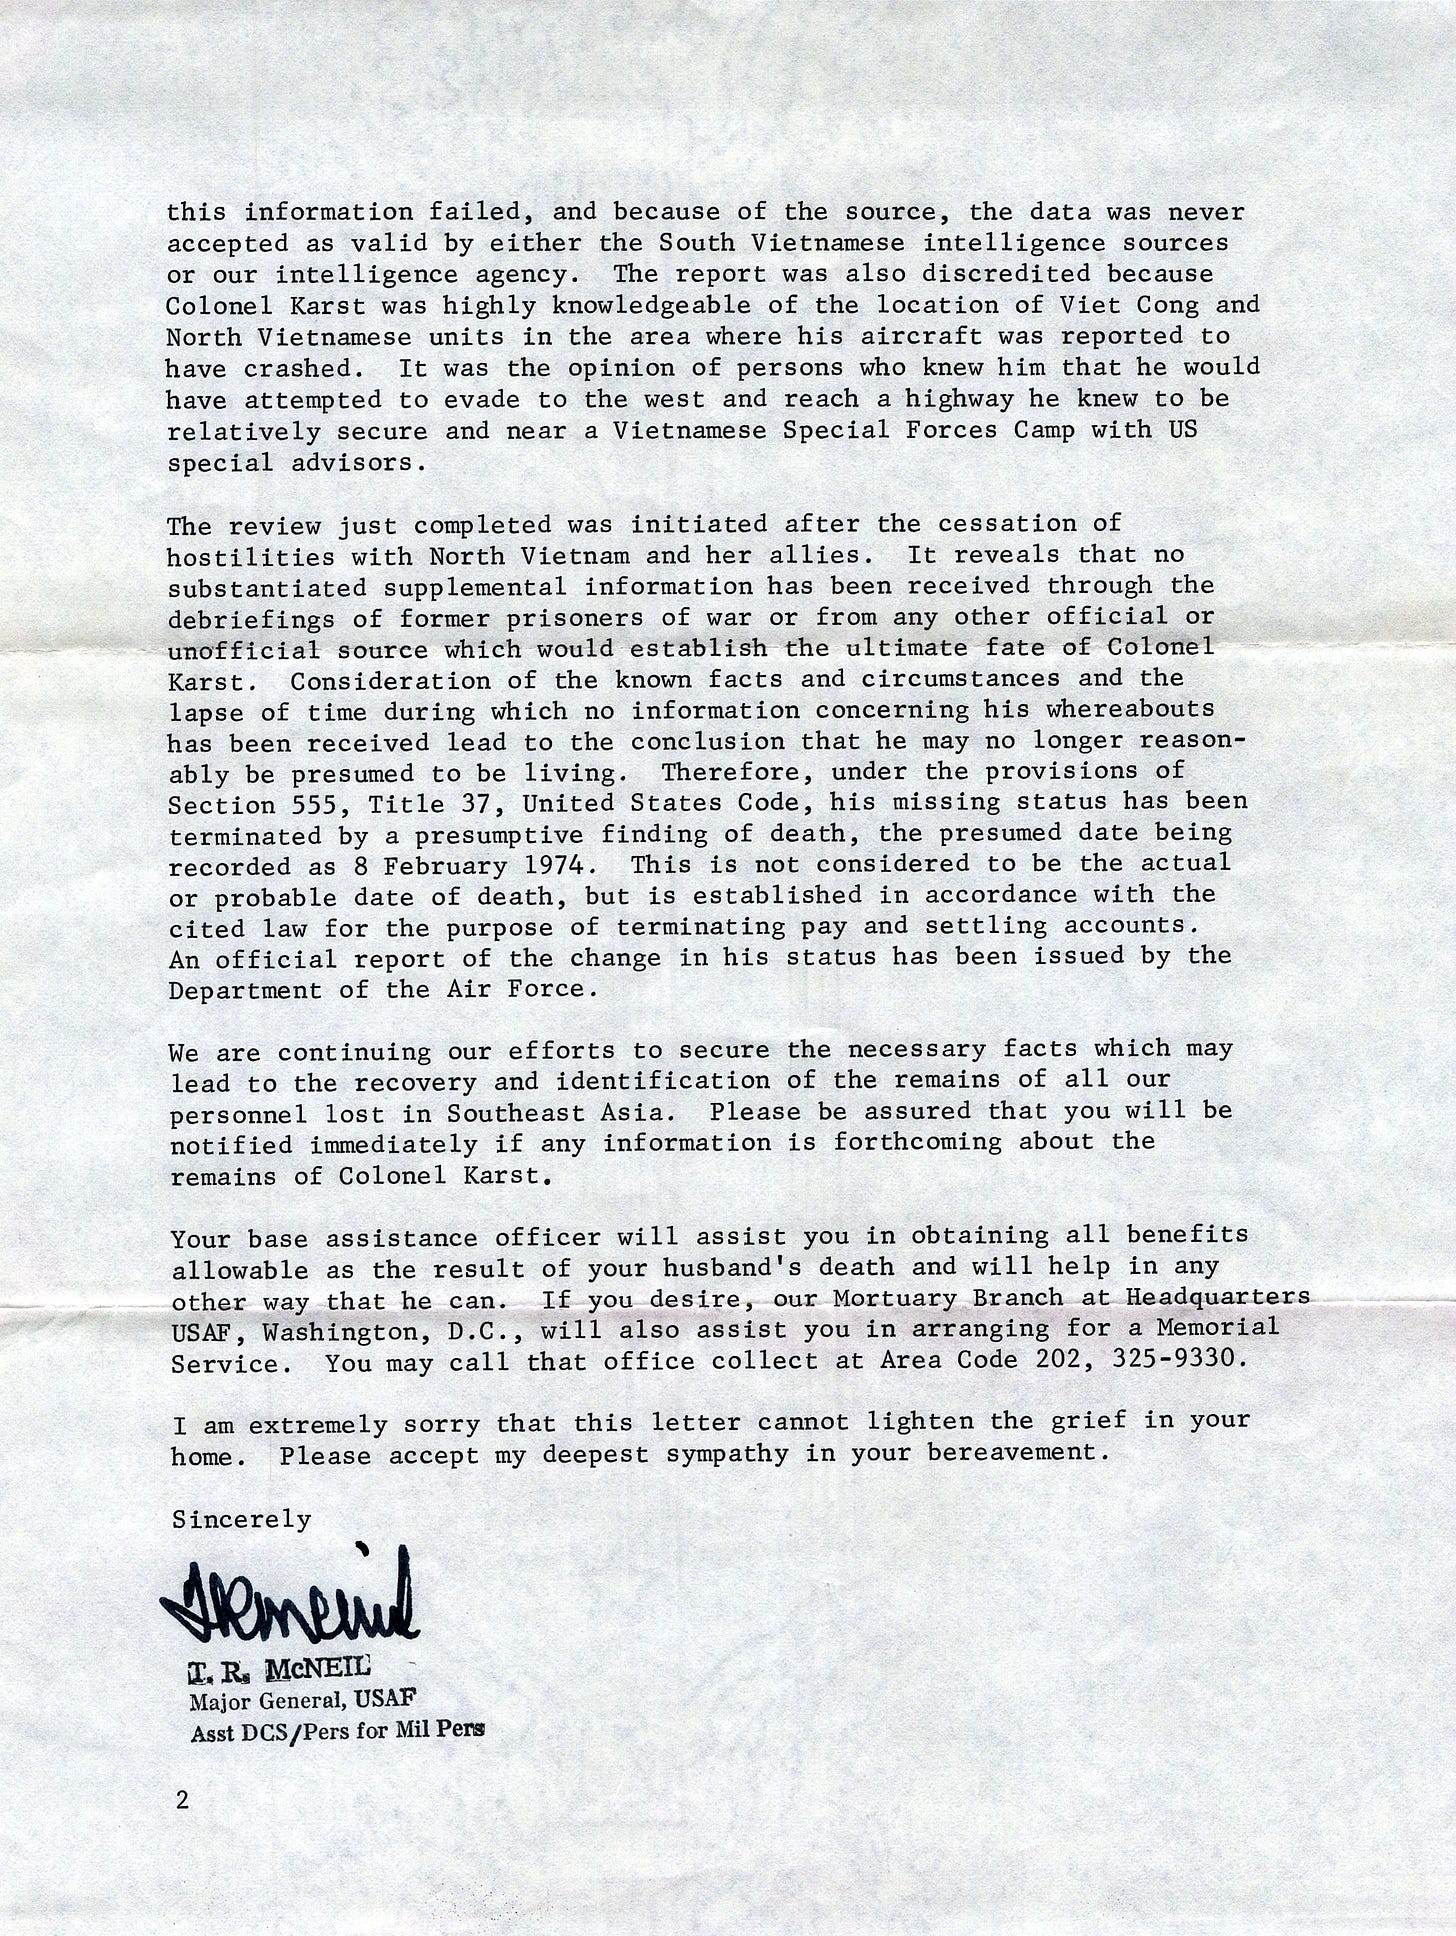 this information failed, and because of the source, the data was never
accepted as valid by either the South Vietnamese intelligence sources
or our intelligence agency.  The report was also discredited because
Colonel Karst was highly knowledgeable of the location of Viet Cong and
North Vietnamese units in the area where his aircraft was reported to
have crashed.  It was the opinion of persons who knew him that he would
have attempted to evade to the west and reach a highway he knew to be
relatively secure and near a Vietnamese Special Forces Camp with US
special advisors.

The review just completed was initiated after the cessation of
hostilities with North Vietnam and her allies.  It reveals that no
substantiated supplemental information has been received through the
debriefings of former prisoners of war or from any other official or
unofficial source which would establish the ultimate fate of Colonel
Karst.  Consideration of the known facts and circumstances and the
lapse of time during which no information concerning his whereabouts
has been received lead to the conclusion that he may no longer reason-
ably be presumed to be living.  Therefore, under the provisions of
Section 555, Title 37, United States Code, his missing status has been
terminated by a presumptive finding of death, the presumed date being
recorded as 8 February 1974.  This is not considered to be the actual
or probable date of death, but is established in accordance with the
cited law for the purpose of terminating pay and settling accounts.
An official report of the change in his status has been issued by the
Department of the Air Force.

We are continuing our efforts to secure the necessary facts which may
lead to the recovery and identification of the remains of all our
personnel lost in Southeast Asia.  Please be assured that you will be
notified immediately if any information is forthcoming about the
remains of Colonel Karst.

Your base assistance officer will assist you in obtaining all benefits
allowable as the result of your husband's death and will help in any
other way that he can.  If you desire, our Mortuary Branch at Headquarters
USAF, Washington, D.C., will also assist you in arranging for a Memorial
Service.  You may call that office collect at Area Code 202, 325-9330.

I am extremely sorry that this letter cannot lighten the grief in your
home.  Please accept my deepest sympathy in your bereavement.

Sincerely
TRMcNeil
T. R. McNEIL
Major General, USAF
Asst DCS/Pers for Mil Pers

2